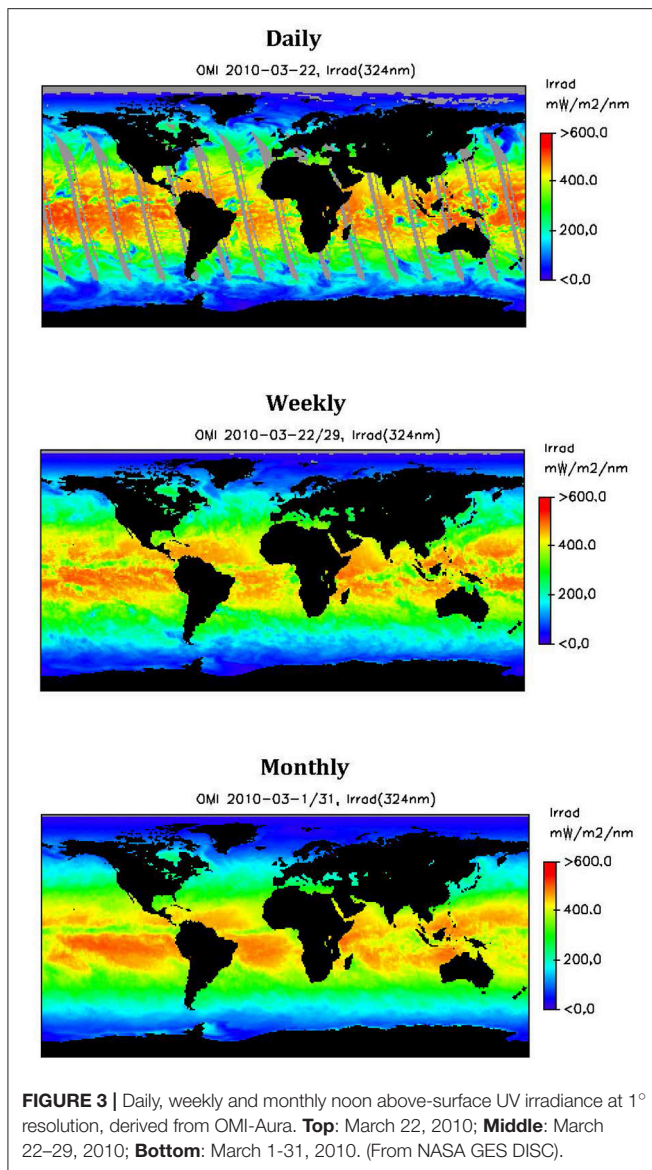 Daily
OMI 2010-03-22, Irrad(324nm)
Irrad
mW/m2/nm
>600.0
400.0
200.0
<0.0
Weekly
OMI 2010-03-22/29, Irrad(324nm)
Irrad
mW/m2/nm
>600.0
400.0
200.0
<0.0
Monthly
OMI 2010-03-1/31, Irrad(324nm)
Irrad
mW/m2/nm
>600.0
400.0
200.0
<0.0
FIGURE 3 | Daily, weekly and monthly noon above-surface UV irradiance at 1°
resolution, derived from OMI-Aura. Top: March 22, 2010; Middle: March
22–29, 2010; Bottom: March 1-31, 2010. (From NASA GES DISC).